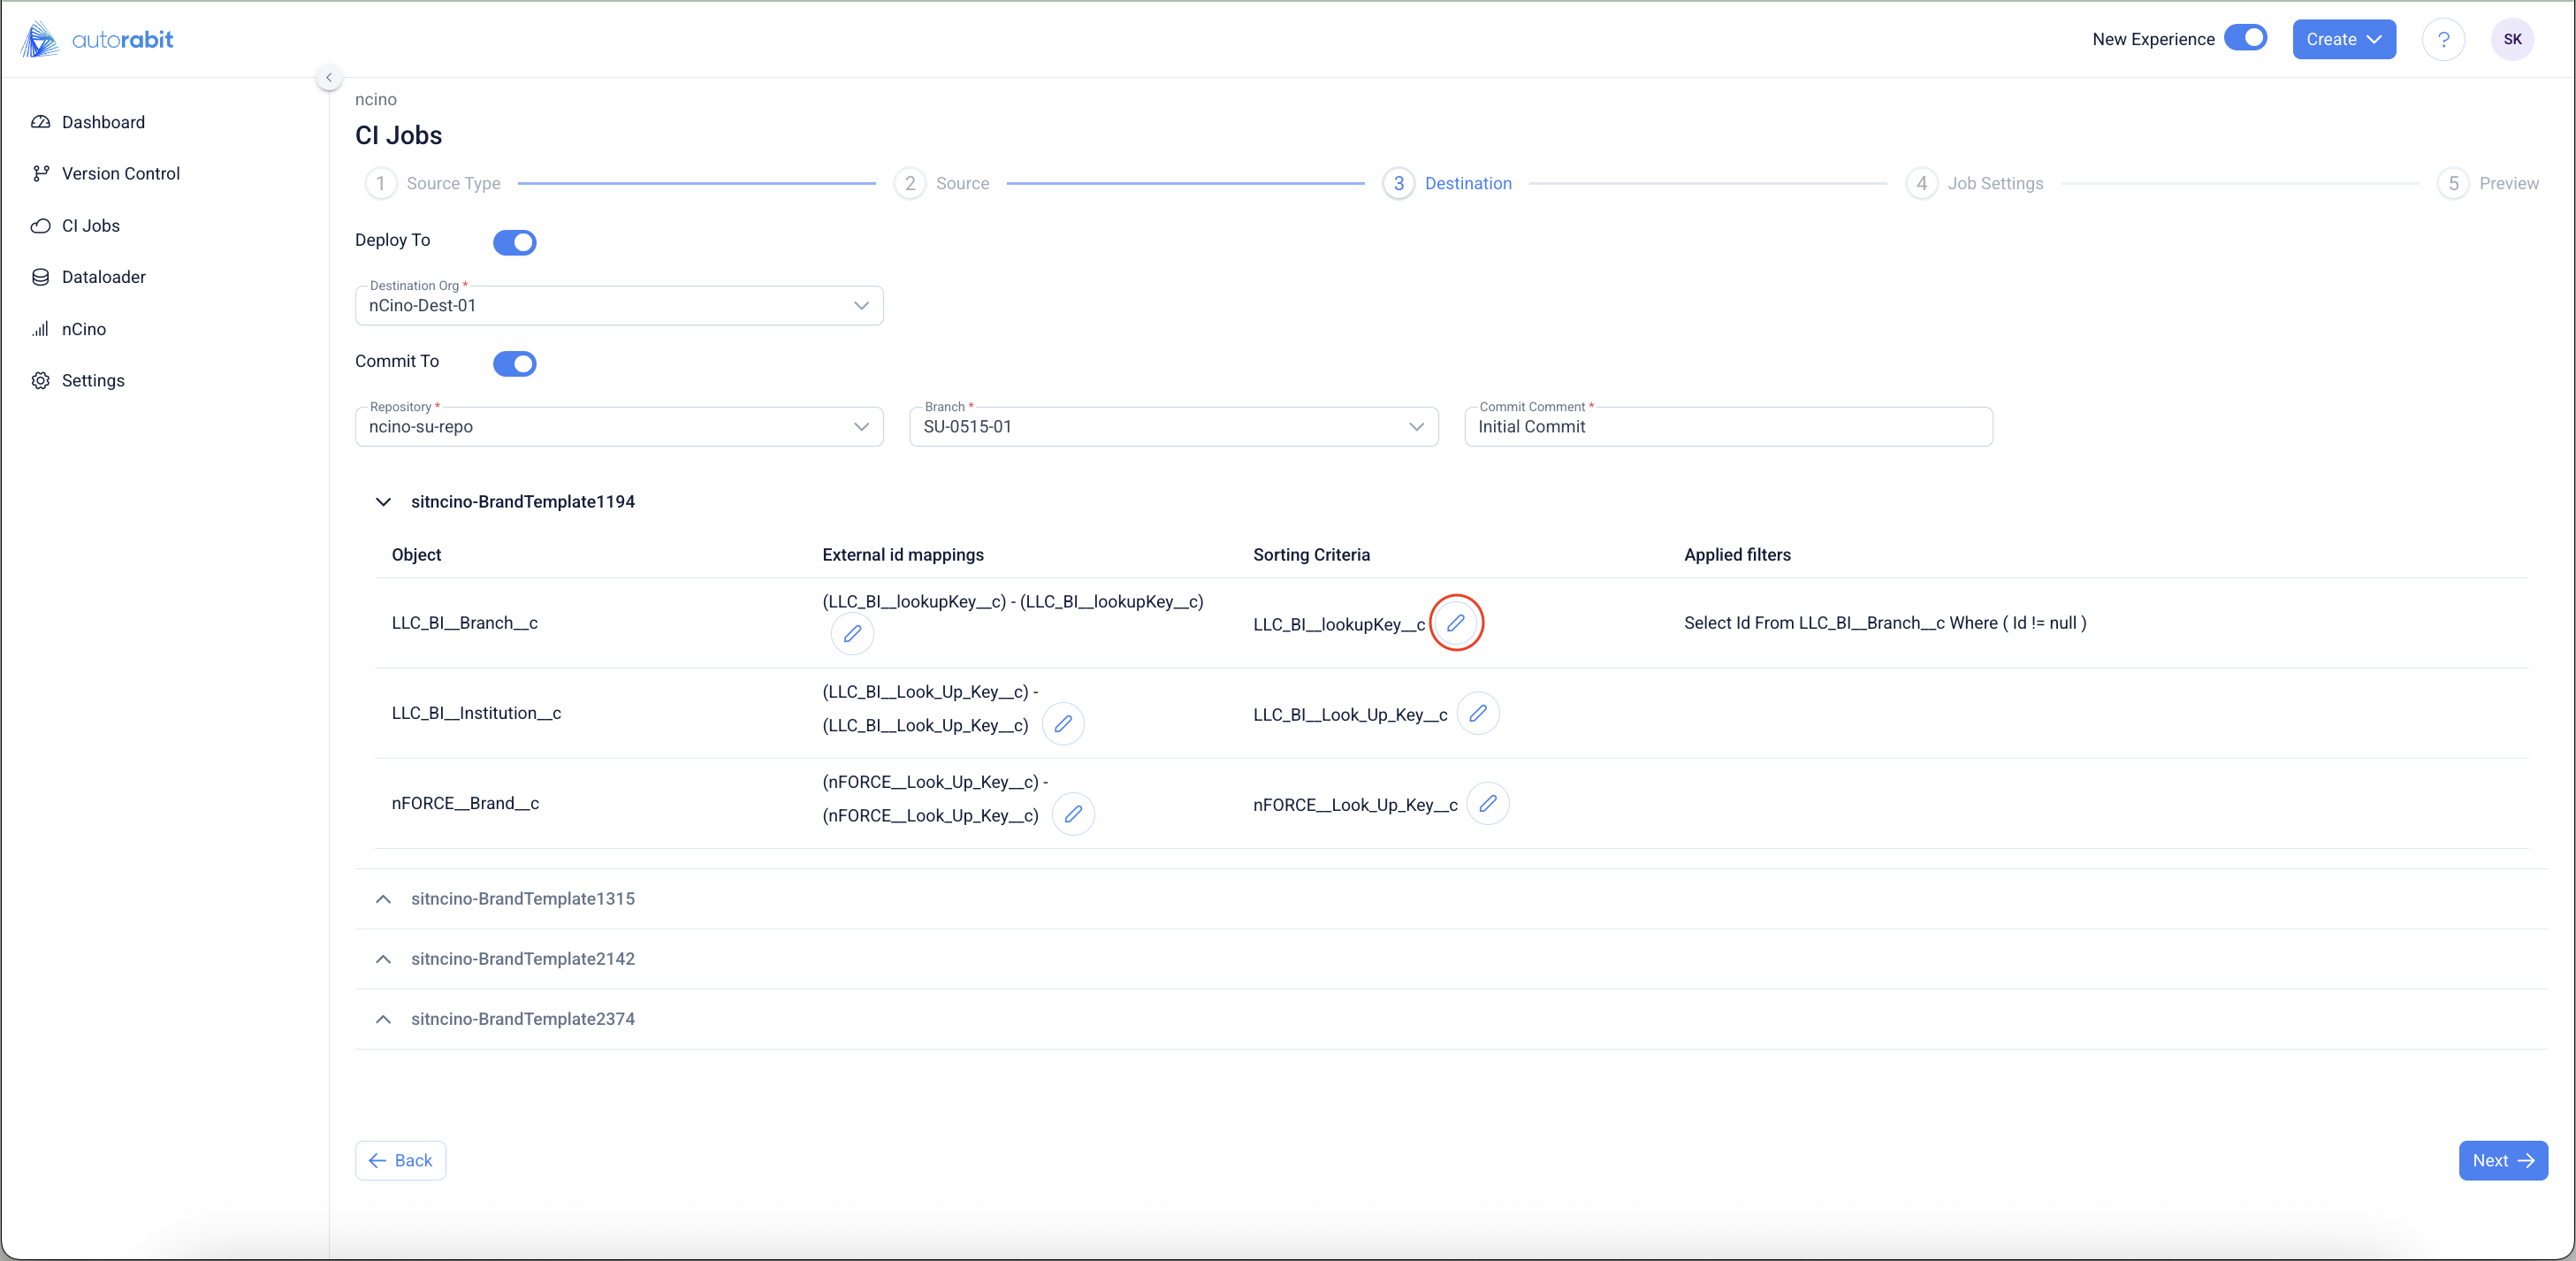 autorabit
New Experience
Create
?
SK
Dashboard
Version Control
CI Jobs
Dataloader
nCino
Settings
ncino
CI Jobs
1 Source Type
2 Source
3 Destination
4 Job Settings
5 Preview
Deploy To
Destination Org *
nCino-Dest-01
Commit To
Repository *
ncino-su-repo
Branch *
SU-0515-01
Commit Comment *
Initial Commit
sitncino-BrandTemplate1194
Object External id mappings Sorting Criteria Applied filters
LLC_BI__Branch__c
(LLC_BI__lookupKey__c) - (LLC_BI__lookupKey__c)
LLC_BI__lookupKey__c
Select Id From LLC_BI__Branch__c Where ( Id != null )
LLC_BI__Institution__c
(LLC_BI__Look_Up_Key__c) -
(LLC_BI__Look_Up_Key__c)
LLC_BI__Look_Up_Key__c
nFORCE__Brand__c
(nFORCE__Look_Up_Key__c) -
(nFORCE__Look_Up_Key__c)
nFORCE__Look_Up_Key__c
sitncino-BrandTemplate1315
sitncino-BrandTemplate2142
sitncino-BrandTemplate2374
Back
Next